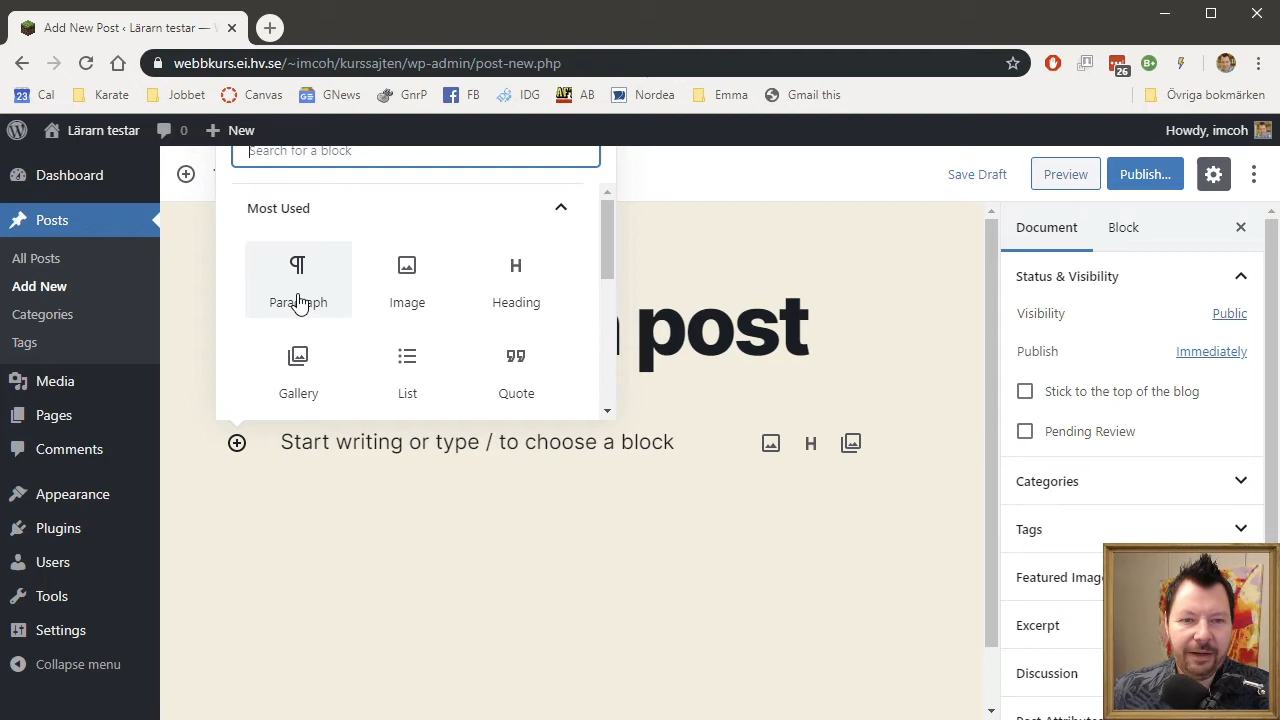 Add New Post ‹ Lärarn testar —
webbkurs.ei.hv.se/~imcoh/kurssajten/wp-admin/post-new.php
26
23 Cal Karate Jobbet Canvas GNews GnrP FB IDG AB Nordea Emma Gmail this Övriga bokmärken
Lärarn testar 0 New Howdy, imcoh
Search for a block
Save Draft Preview Publish...
Dashboard
Posts
All Posts
Add New
Categories
Tags
Media
Pages
Comments
Appearance
Plugins
Users
Tools
Settings
Collapse menu
Most Used
Paragraph Image Heading
Gallery List Quote
post
Start writing or type / to choose a block
Document Block
Status & Visibility
Visibility Public
Publish Immediately
Stick to the top of the blog
Pending Review
Categories
Tags
Featured Imag
Excerpt
Discussion